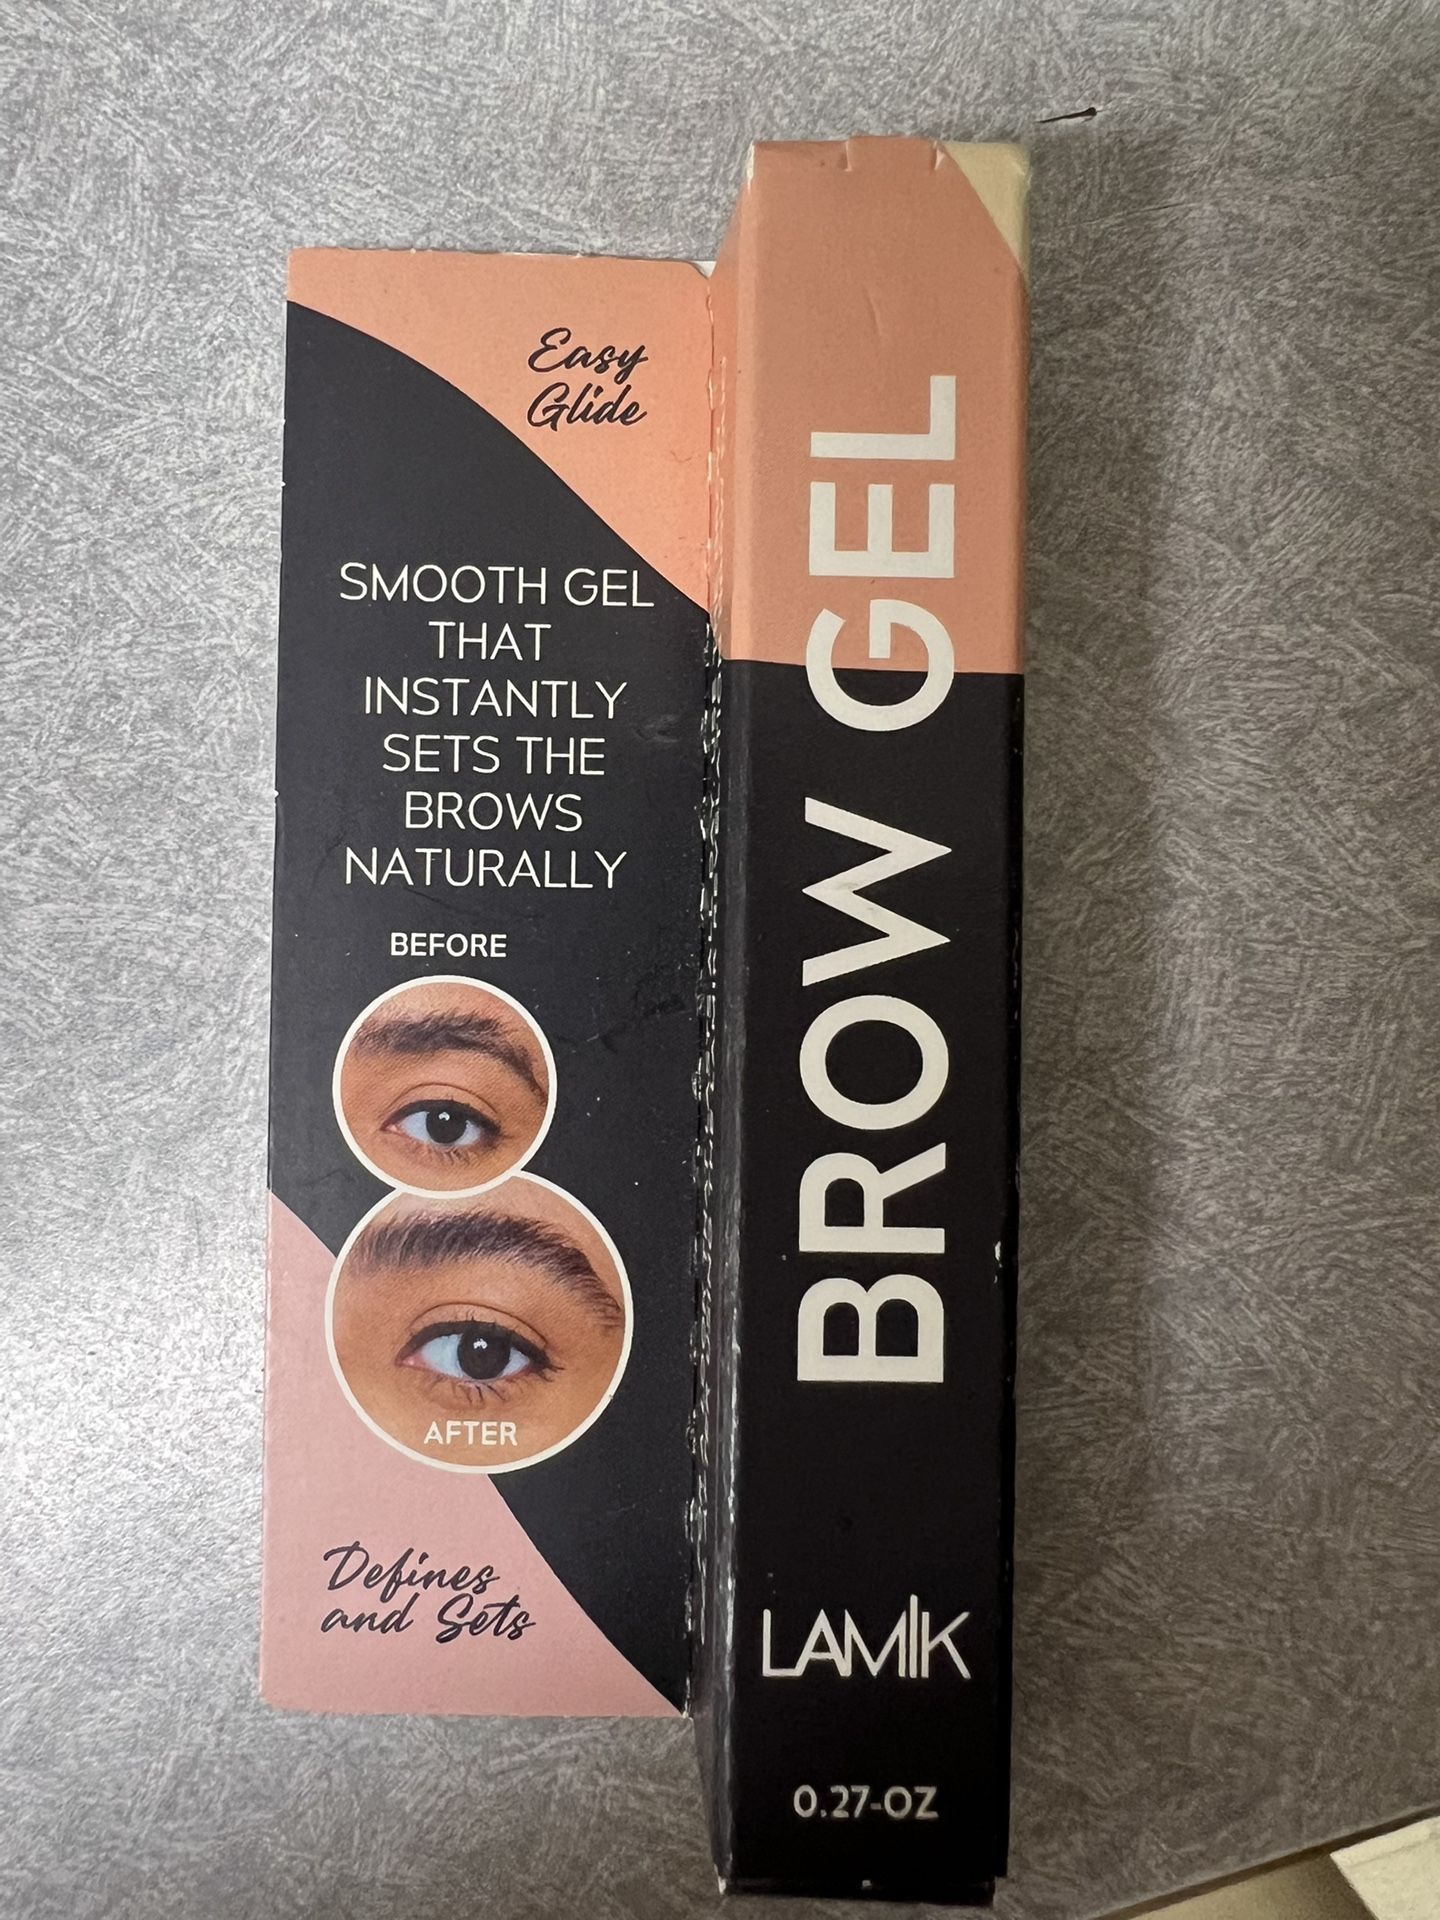 Easy
Glide
SMOOTH GEL
THAT
INSTANTLY
SETS THE
BROWS
NATURALLY
BEFORE
AFTER
Defines
and Sets
BROW GEL
LAMIK
0.27-OZ